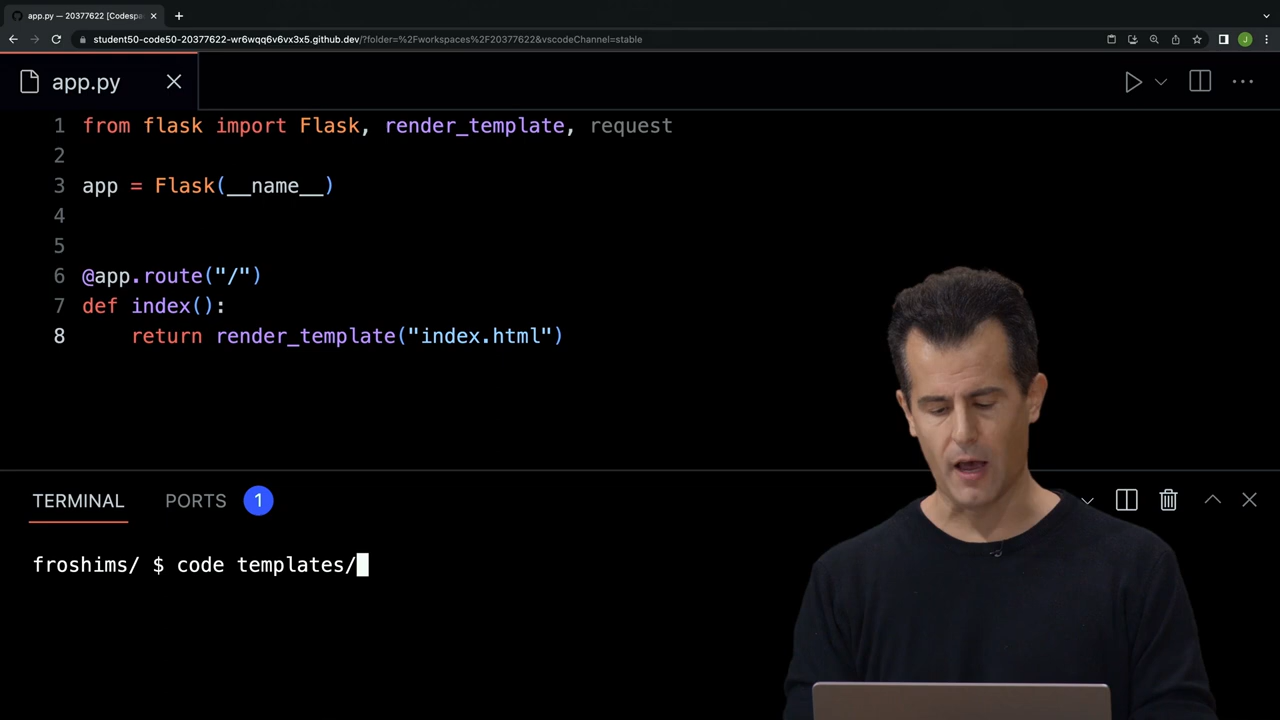 app.py — 20377622 [Codespa
student50-code50-20377622-wr6wqq6v6vx3x5.github.dev/?folder=%2Fworkspaces%2F20377622&vscodeChannel=stable
J
app.py
1 from flask import Flask, render_template, request
2
3 app = Flask(__name__)
4
5
6 @app.route("/")
7 def index():
8 return render_template("index.html")
TERMINAL PORTS 1
froshims/ $ code templates/